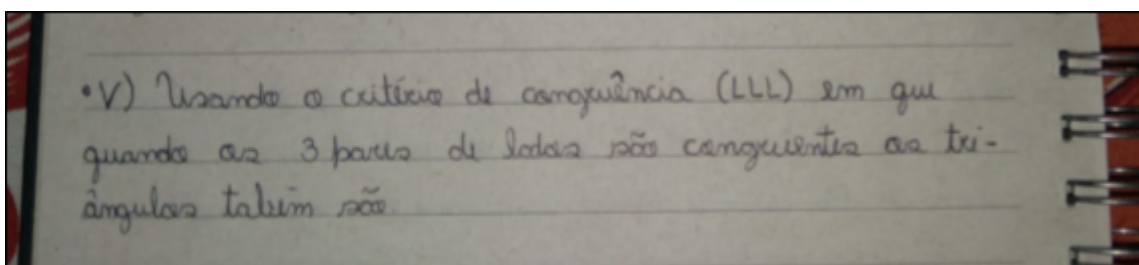 •V) Usando o critério de congruência (LLL) em que
quando os 3 pares de lados são congruentes os tri-
ângulos tabém são.